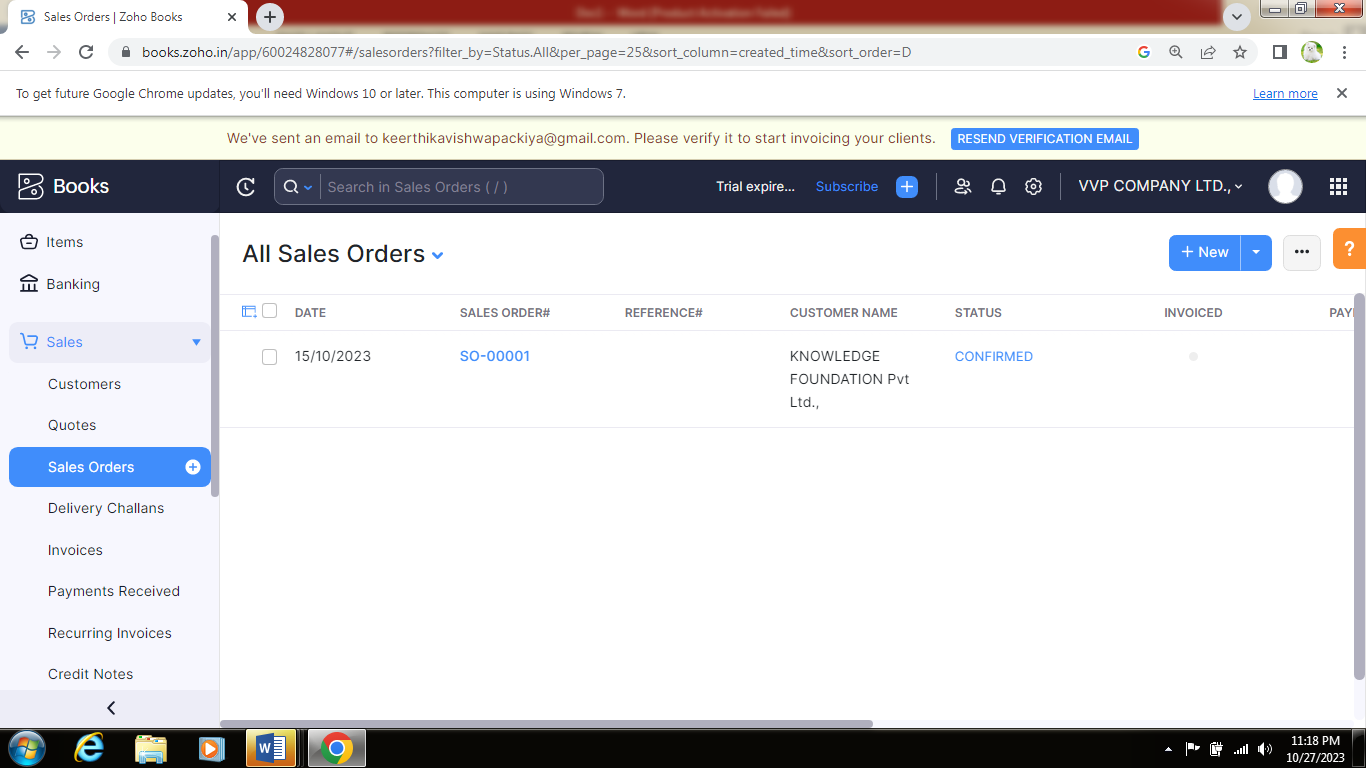 Sales Orders | Zoho Books
books.zoho.in/app/60024828077#/salesorders?filter_by=Status.All&per_page=25&sort_column=created_time&sort_order=D
To get future Google Chrome updates, you'll need Windows 10 or later. This computer is using Windows 7.
Learn more
We've sent an email to keerthikavishwapackiya@gmail.com. Please verify it to start invoicing your clients.
RESEND VERIFICATION EMAIL
Books
Search in Sales Orders ( / )
Trial expire...
Subscribe
VVP COMPANY LTD.,
Items
Banking
Sales
Customers
Quotes
Sales Orders
Delivery Challans
Invoices
Payments Received
Recurring Invoices
Credit Notes
All Sales Orders
+ New
?
DATE SALES ORDER# REFERENCE# CUSTOMER NAME STATUS INVOICED
15/10/2023 SO-00001 KNOWLEDGE CONFIRMED
FOUNDATION Pvt
Ltd.,
11:18 PM
10/27/2023